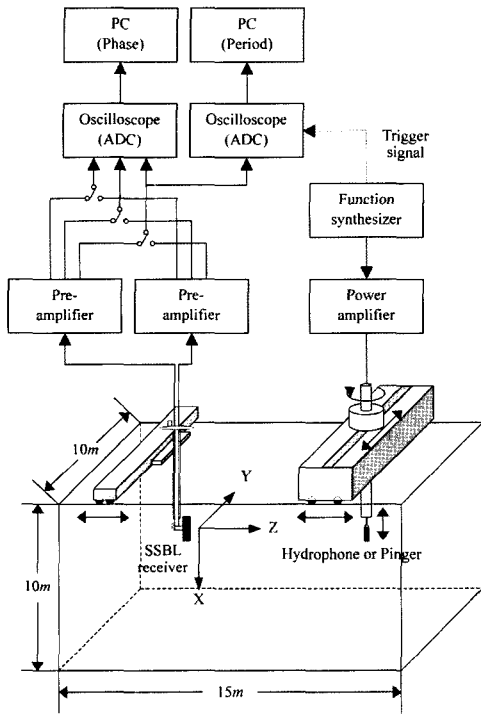 PC
(Phase)
PC
(Period)
Oscilloscope
(ADC)
Oscilloscope
(ADC)
Trigger
signal
Function
synthesizer
Pre-
amplifier
Pre-
amplifier
Power
amplifier
10m
Y
Z
X
SSBL
receiver
Hydrophone or Pinger
10m
15m